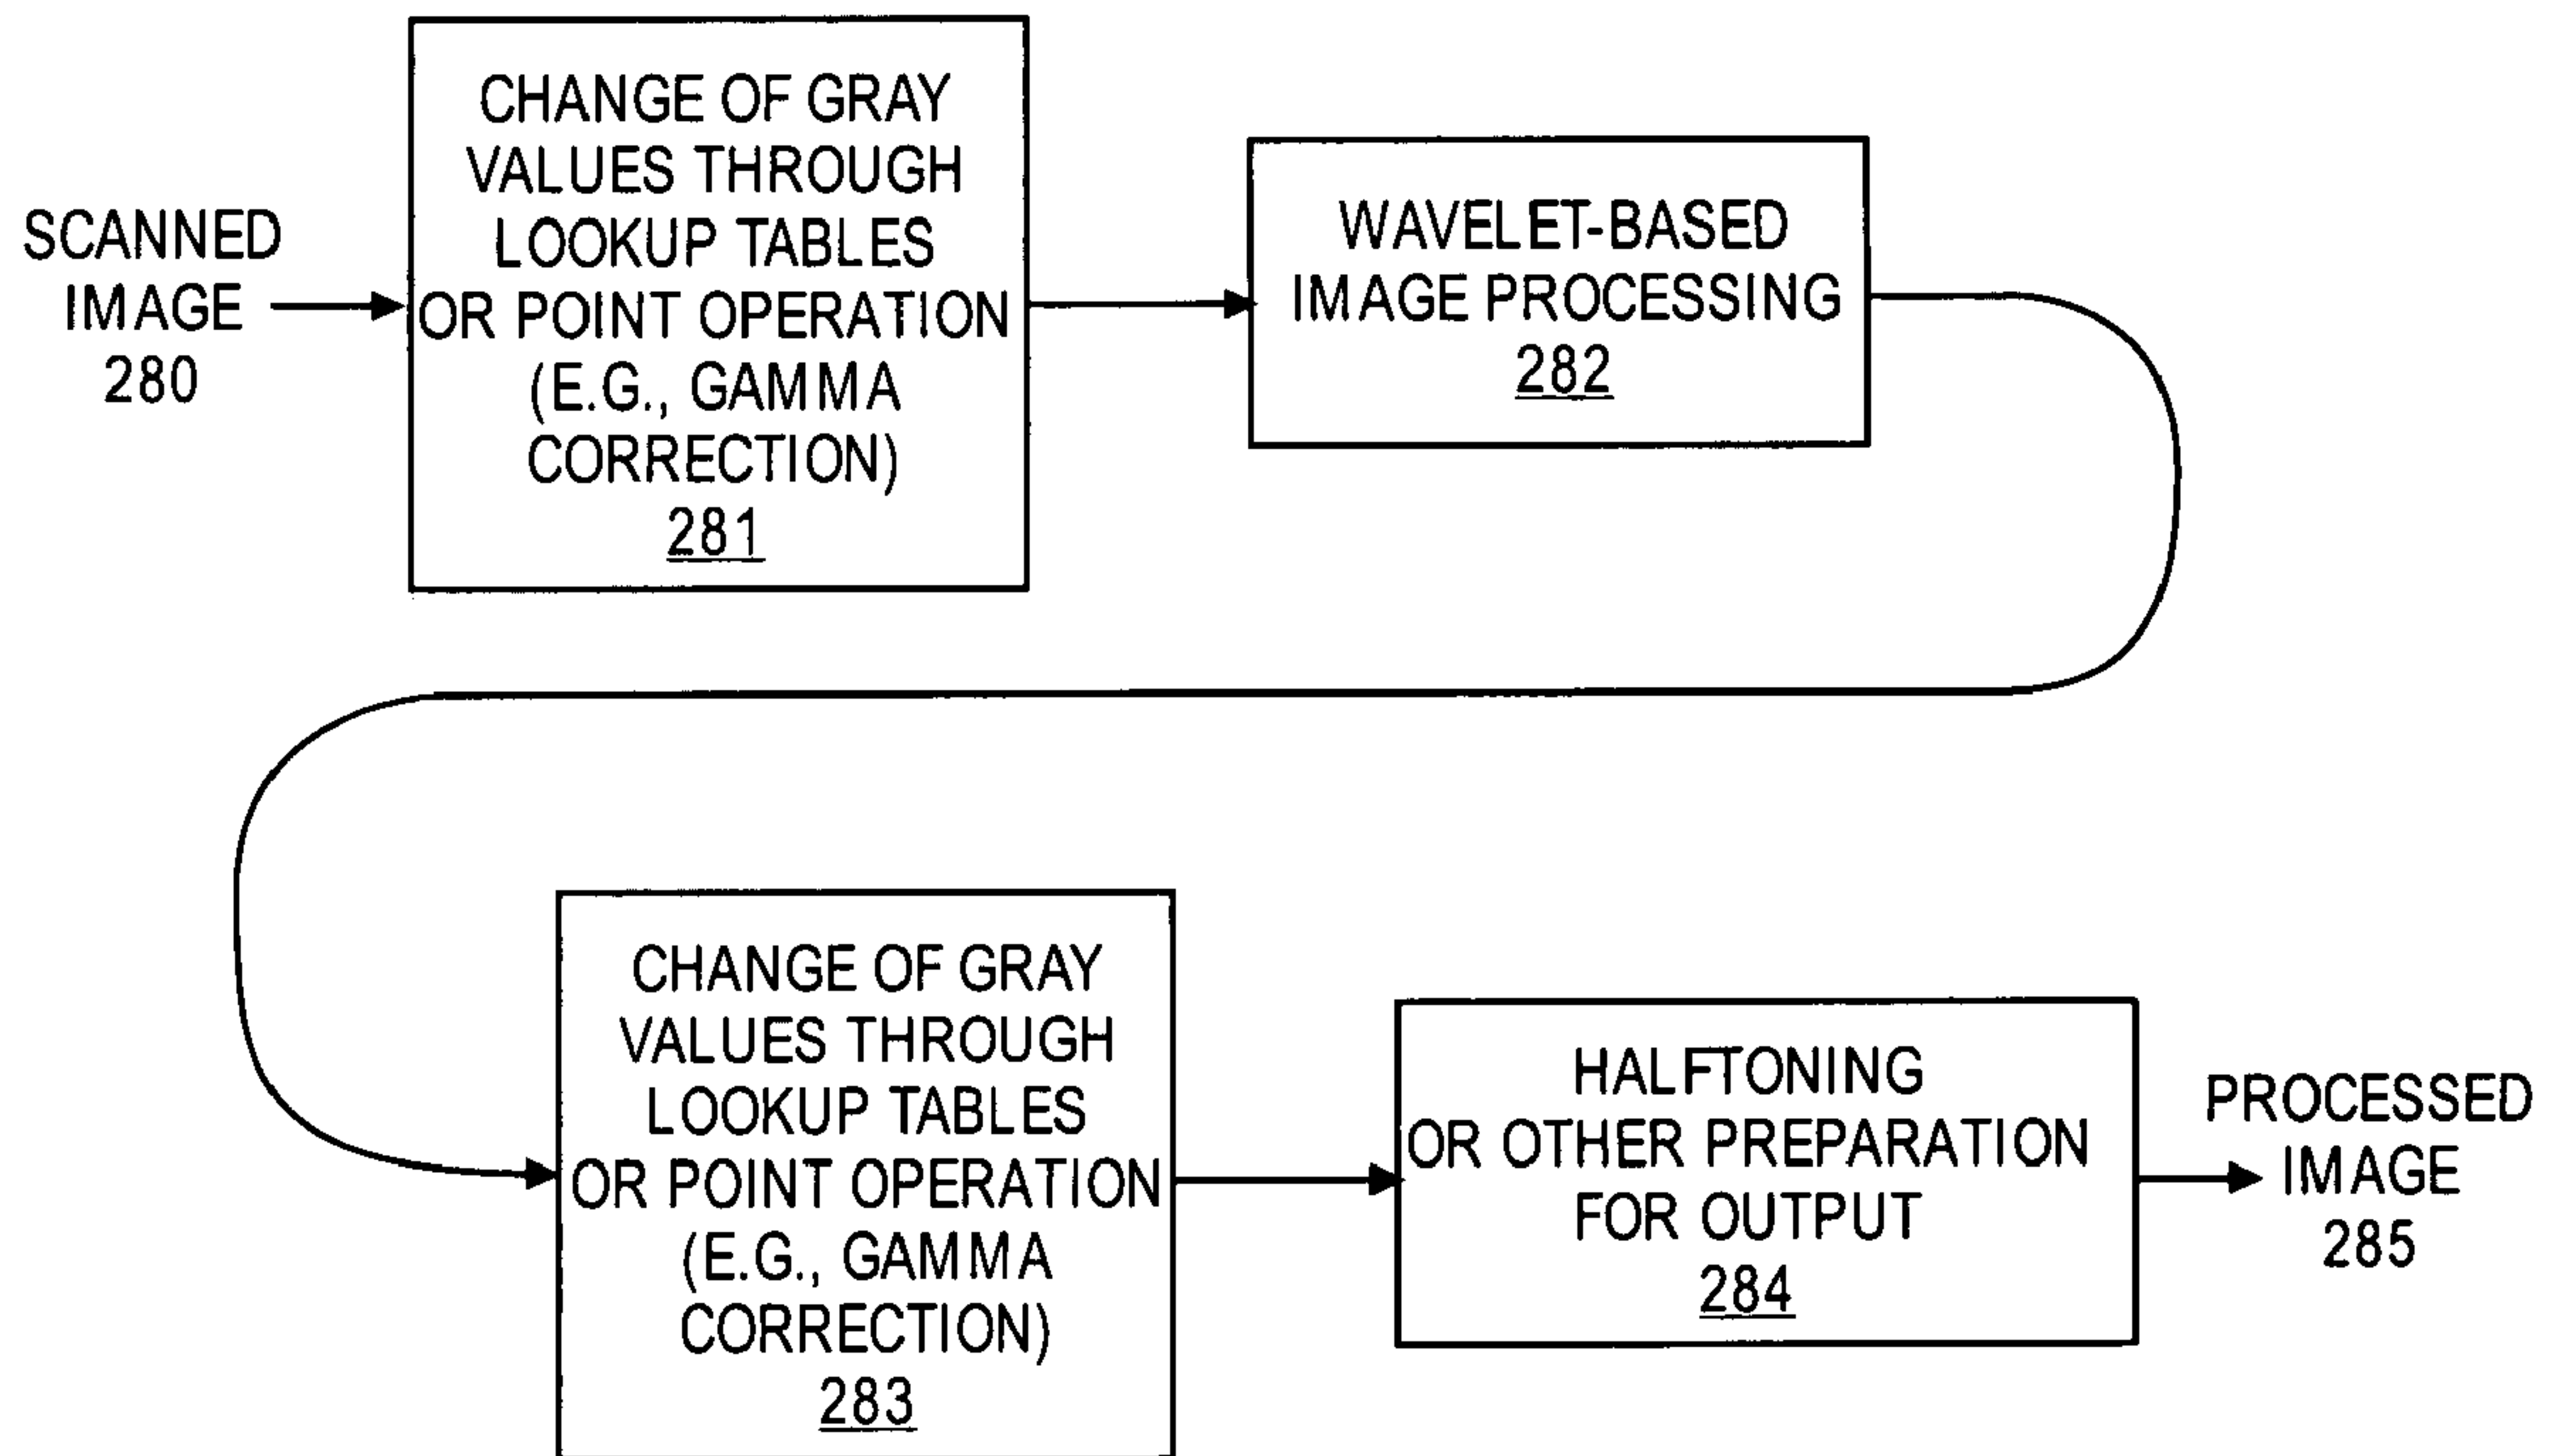 SCANNED
IMAGE
280
CHANGE OF GRAY
VALUES THROUGH
LOOKUP TABLES
OR POINT OPERATION
(E.G., GAMMA
CORRECTION)
281
WAVELET-BASED
IMAGE PROCESSING
282
CHANGE OF GRAY
VALUES THROUGH
LOOKUP TABLES
OR POINT OPERATION
(E.G., GAMMA
CORRECTION)
283
HALFTONING
OR OTHER PREPARATION
FOR OUTPUT
284
PROCESSED
IMAGE
285